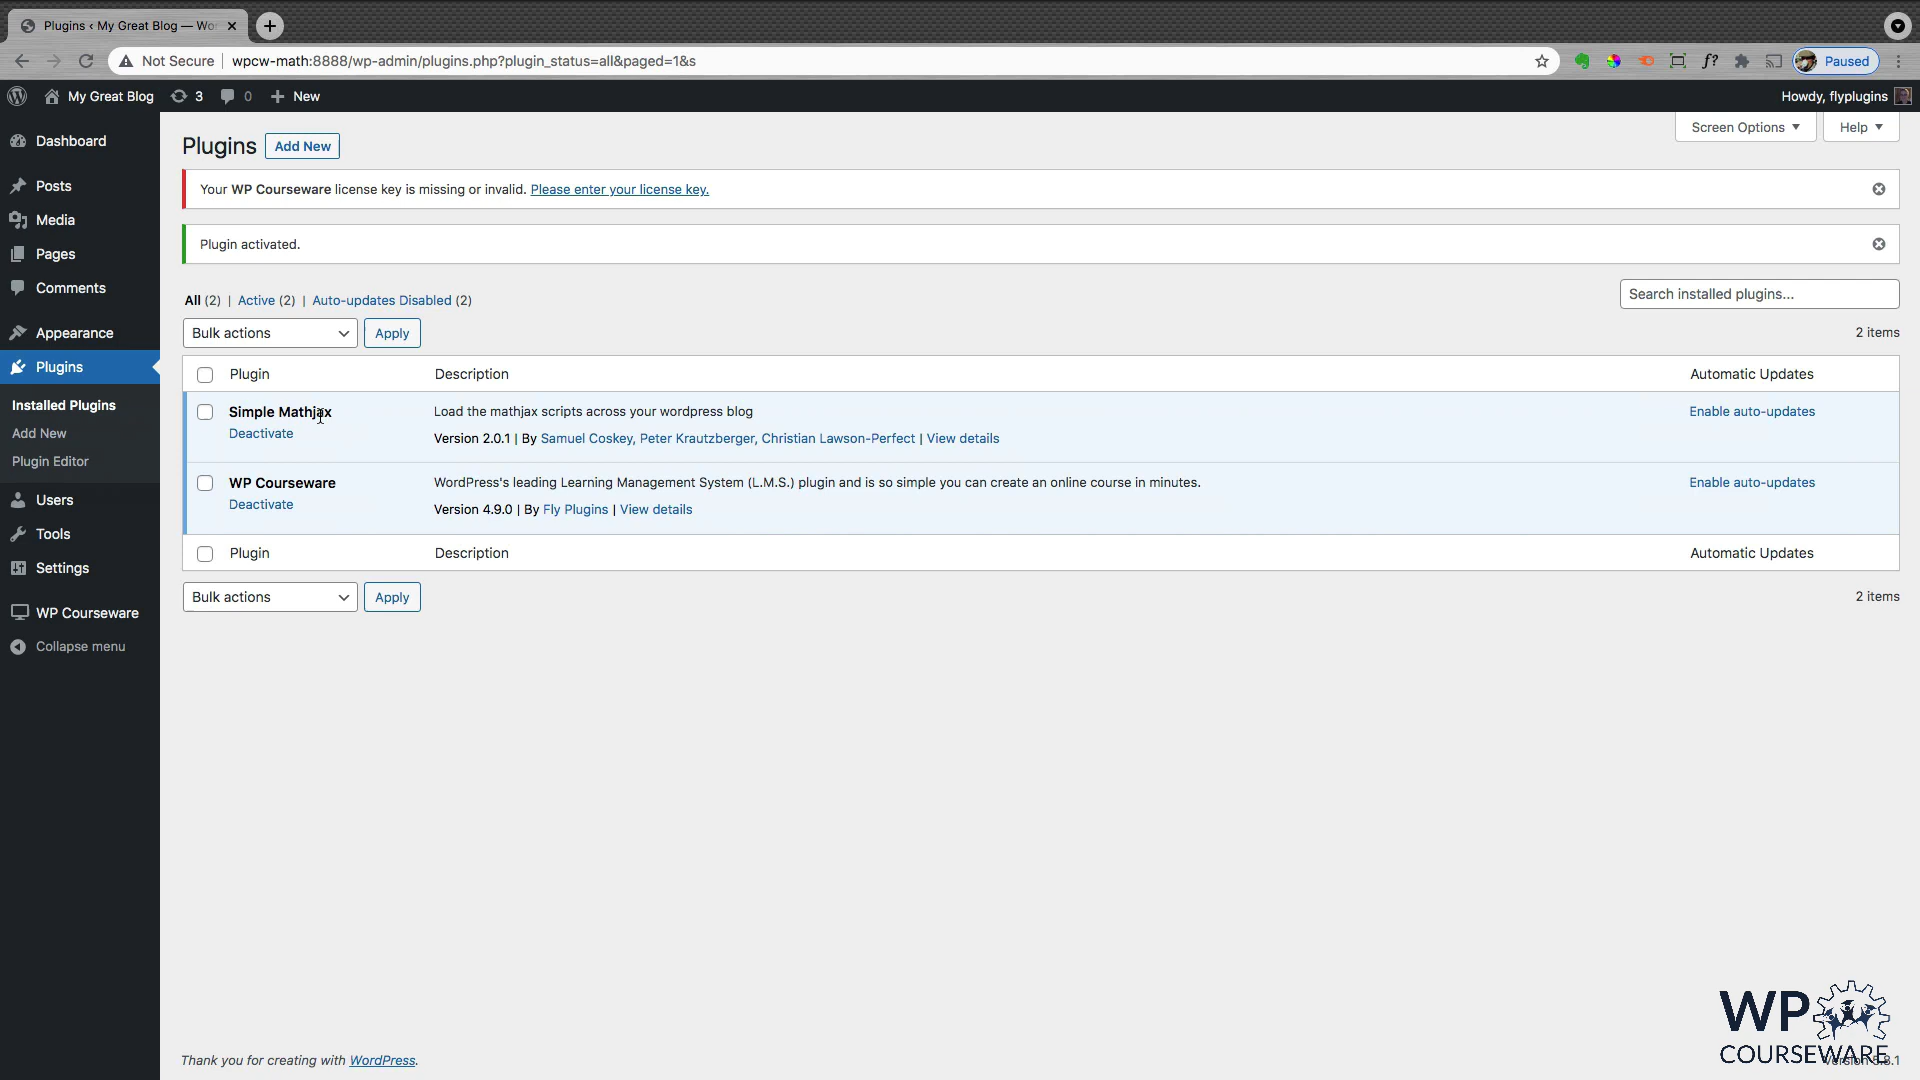 Plugins ‹ My Great Blog — Wo
Not Secure wpcw-math:8888/wp-admin/plugins.php?plugin_status=all&paged=1&s
f?
Paused
My Great Blog 3 0 New
Howdy, flyplugins
Dashboard
Posts
Media
Pages
Comments
Appearance
Plugins
Installed Plugins
Add New
Plugin Editor
Users
Tools
Settings
WP Courseware
Collapse menu
Plugins Add New
Screen Options Help
Your WP Courseware license key is missing or invalid. Please enter your license key.
Plugin activated.
All (2) | Active (2) | Auto-updates Disabled (2)
Search installed plugins...
Bulk actions Apply
2 items
Plugin Description Automatic Updates
Simple Mathjax Load the mathjax scripts across your wordpress blog Enable auto-updates
Deactivate Version 2.0.1 | By Samuel Coskey, Peter Krautzberger, Christian Lawson-Perfect | View details
WP Courseware WordPress's leading Learning Management System (L.M.S.) plugin and is so simple you can create an online course in minutes. Enable auto-updates
Deactivate Version 4.9.0 | By Fly Plugins | View details
Plugin Description Automatic Updates
Bulk actions Apply
2 items
Thank you for creating with WordPress.
WP
COURSEWARE